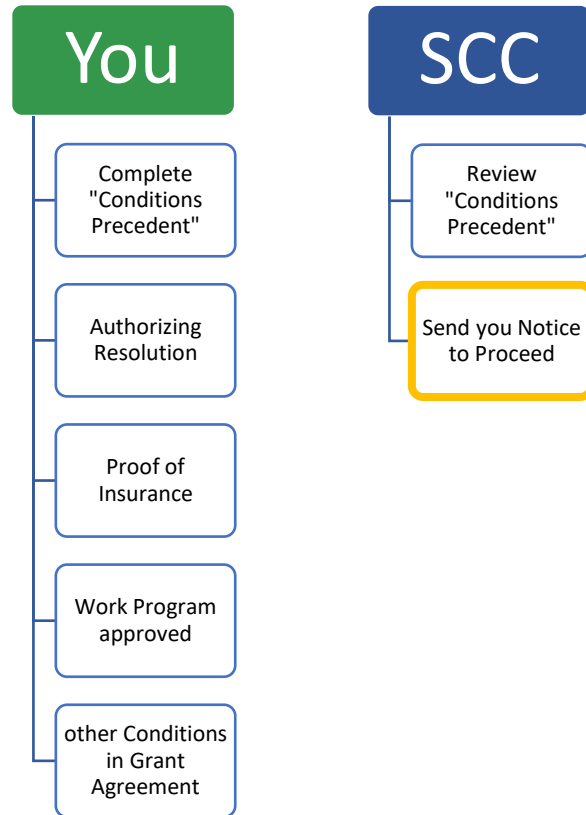 You
Complete
"Conditions
Precedent"
Authorizing
Resolution
Proof of
Insurance
Work Program
approved
other Conditions
in Grant
Agreement
SCC
Review
"Conditions
Precedent"
Send you Notice
to Proceed